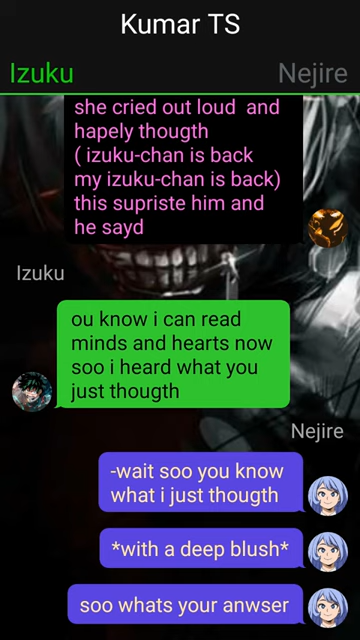 Kumar TS
Izuku
Nejire
she cried out loud  and
hapely thougth
( izuku-chan is back
my izuku-chan is back)
this supriste him and
he sayd
Izuku
ou know i can read
minds and hearts now
soo i heard what you
just thougth
Nejire
-wait soo you know
what i just thougth
*with a deep blush*
soo whats your anwser